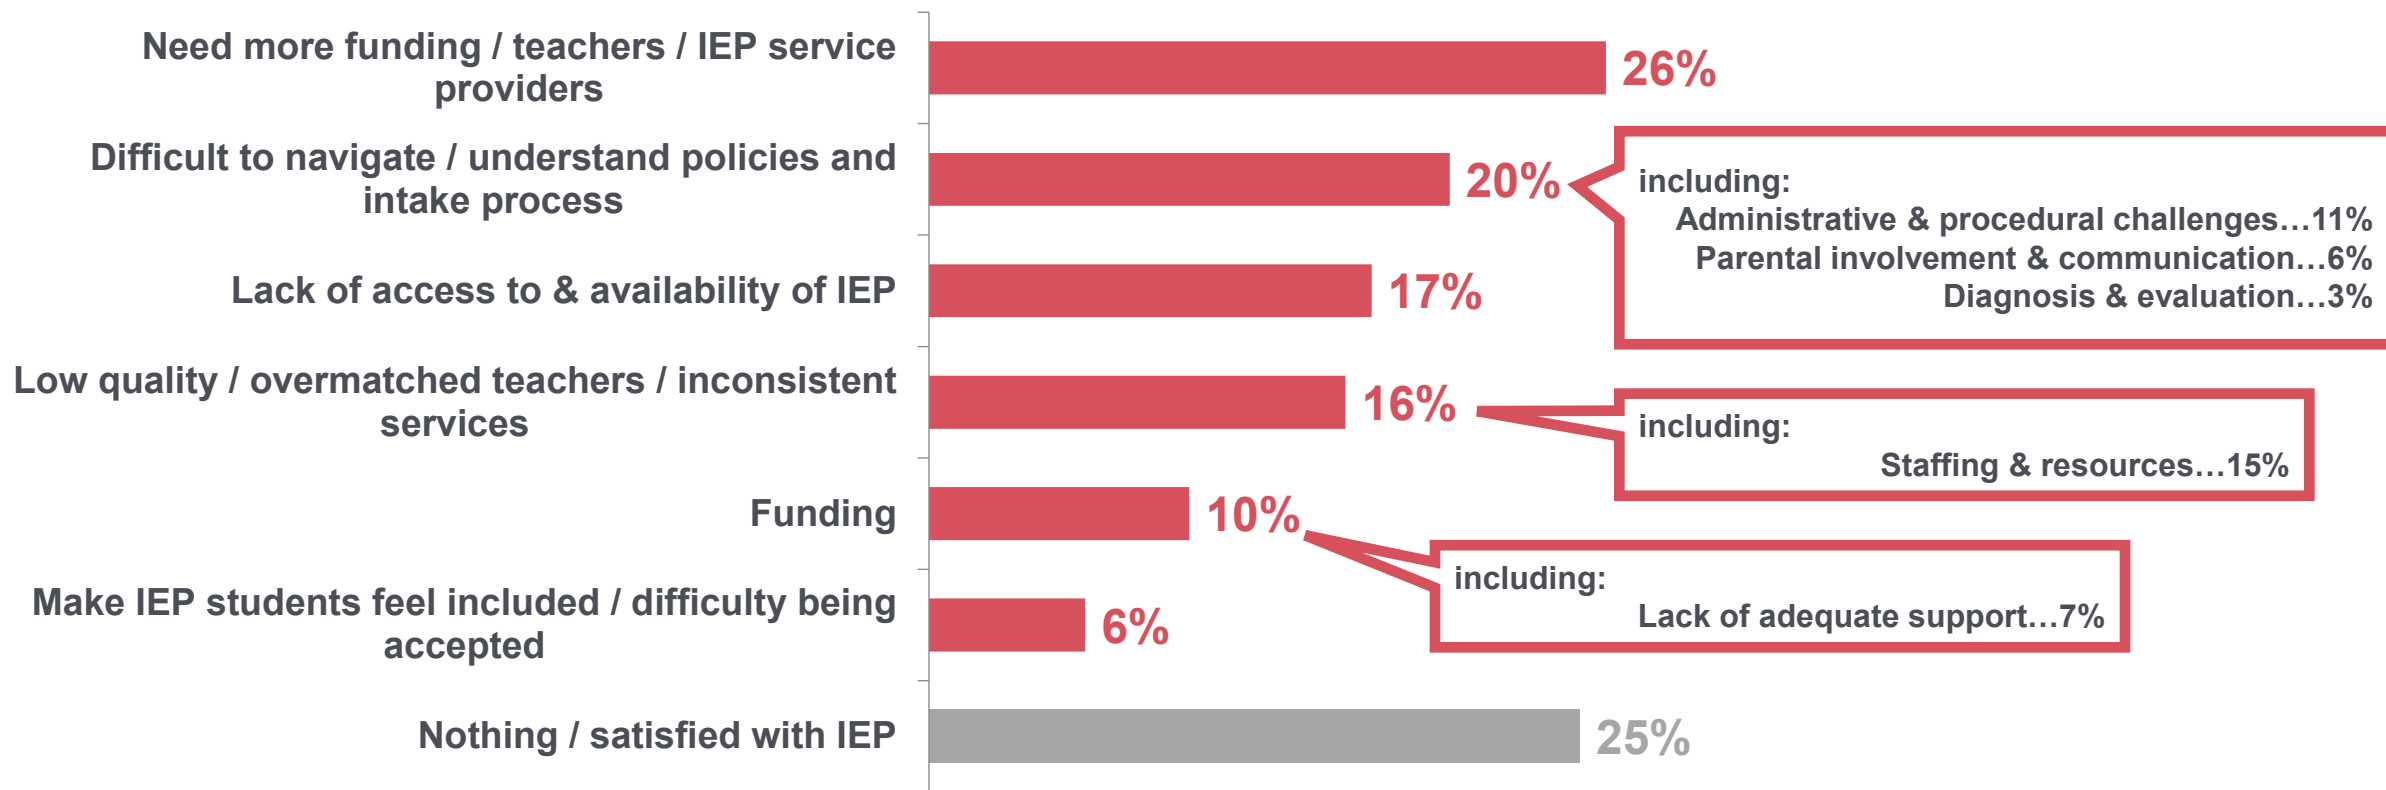 Need more funding / teachers / IEP service
providers
26%
Difficult to navigate / understand policies and
intake process
20%
including:
Administrative & procedural challenges…11%
Parental involvement & communication…6%
Diagnosis & evaluation…3%
Lack of access to & availability of IEP
17%
Low quality / overmatched teachers / inconsistent
services
16%
including:
Staffing & resources…15%
Funding
10%
including:
Lack of adequate support…7%
Make IEP students feel included / difficulty being
accepted
6%
Nothing / satisfied with IEP
25%